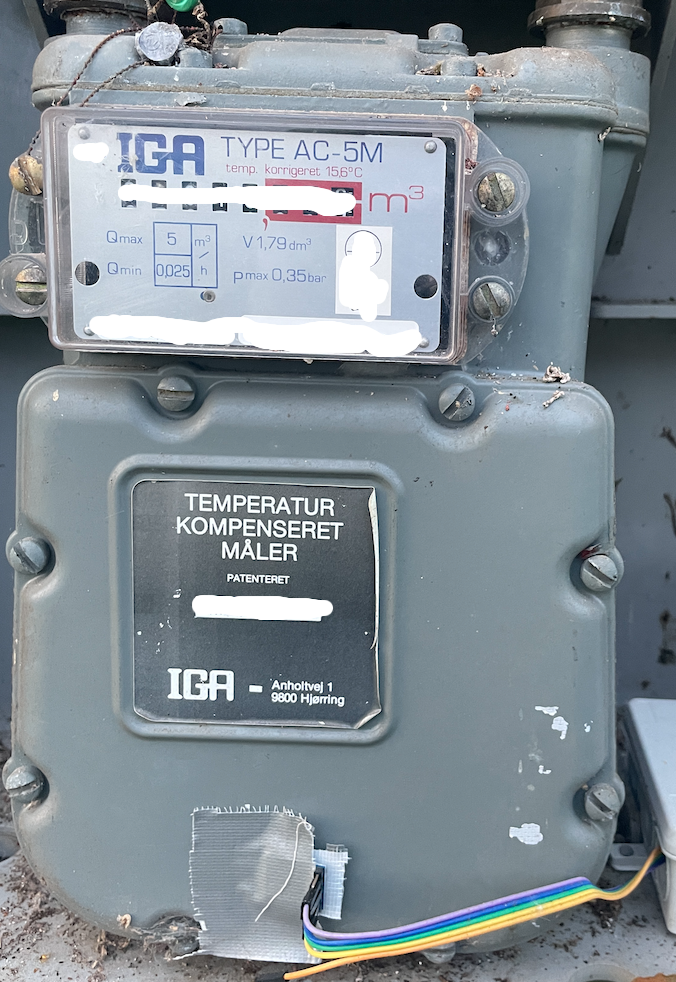 IGA TYPE AC-5M
temp. korrigeret 15,6°C
m³
Qmax 5 m³/h V 1,79 dm³
Qmin 0,025 pmax 0,35 bar
TEMPERATUR
KOMPENSERET
MÅLER
PATENTERET
IGA - Anholtvej 1
9800 Hjørring